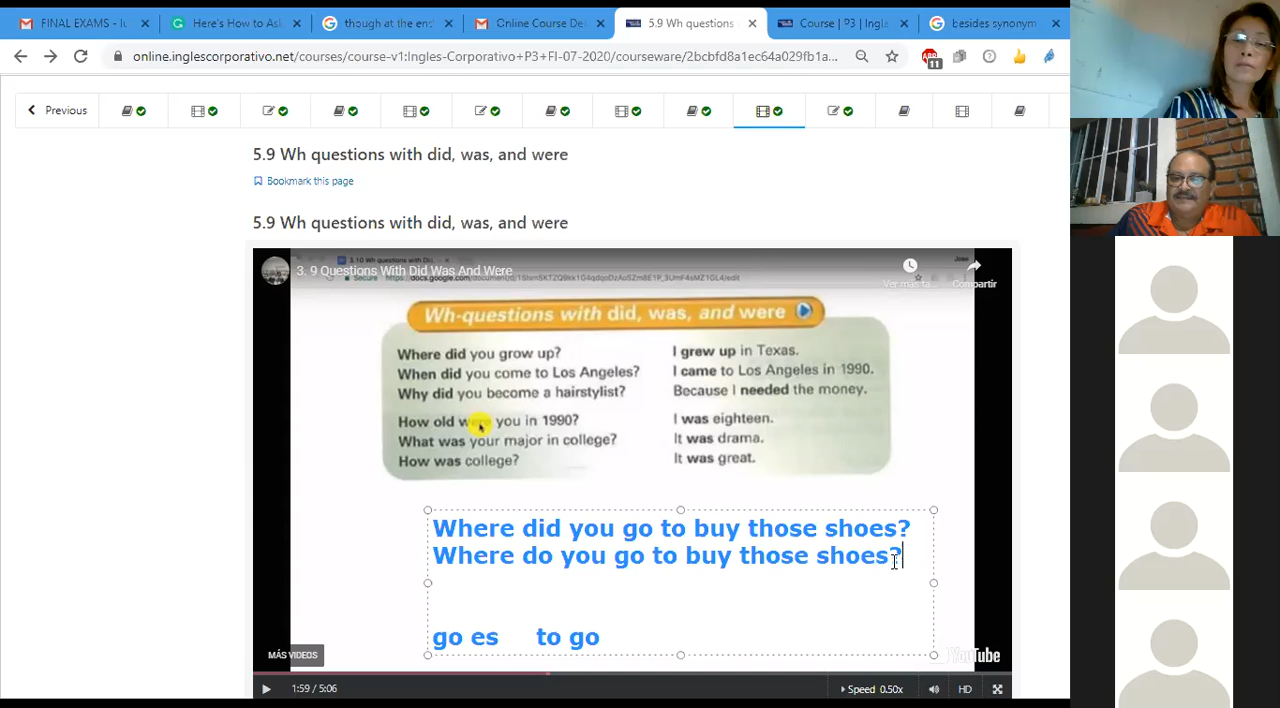 FINAL EXAMS - lu
Here's How to Ask
though at the ens
Online Course De
5.9 Wh questions
Course | P3 | Ingle
besides synonym
online.inglescorporativo.net/courses/course-v1:Ingles-Corporativo+P3+FI-07-2020/courseware/2bcbfd8a1ec64a029fb1a...
11
Previous
5.9 Wh questions with did, was, and were
Bookmark this page
5.9 Wh questions with did, was, and were
3. 9 Questions With Did Was And Were
Ver más ta...
Compartir
Wh-questions with did, was, and were
Where did you grow up?
I grew up in Texas.
When did you come to Los Angeles?
I came to Los Angeles in 1990.
Why did you become a hairstylist?
Because I needed the money.
How old were you in 1990?
I was eighteen.
What was your major in college?
It was drama.
How was college?
It was great.
Where did you go to buy those shoes?
Where do you go to buy those shoes?
go es to go
MÁS VIDEOS
YouTube
1:59 / 5:06
Speed 0.50x
HD